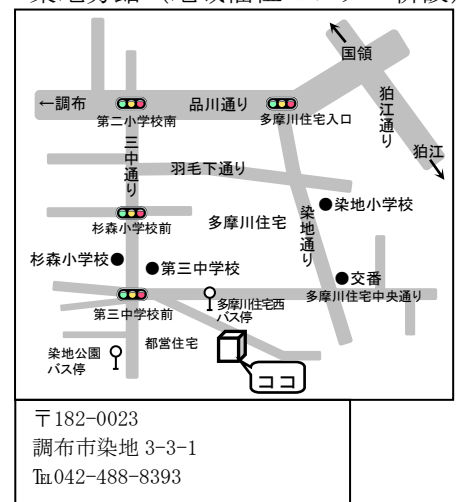 国領
←調布
品川通り
狛江通り
第二小学校南
多摩川住宅入口
狛江
三中通り
羽毛下通り
染地小学校
染地通り
杉森小学校前
多摩川住宅
杉森小学校
第三中学校
交番
多摩川住宅中央通り
多摩川住宅西
バス停
第三中学校前
都営住宅
染地公園
バス停
ココ
〒182-0023
調布市染地 3-3-1
℡042-488-8393